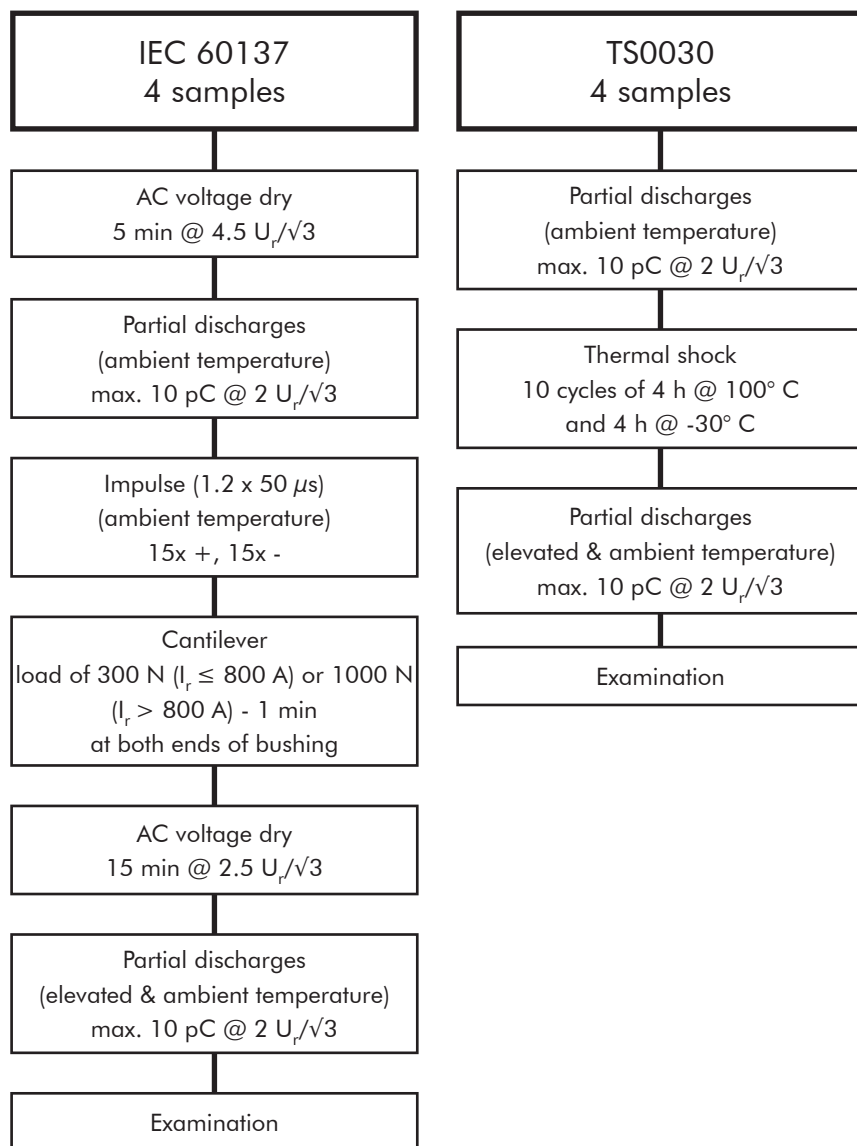 IEC 60137
4 samples
AC voltage dry
5 min @ 4.5 Uᵣ/√3
Partial discharges
(ambient temperature)
max. 10 pC @ 2 Uᵣ/√3
Impulse (1.2 x 50 µs)
(ambient temperature)
15x +, 15x -
Cantilever
load of 300 N (Iᵣ ≤ 800 A) or 1000 N
(Iᵣ > 800 A) - 1 min
at both ends of bushing
AC voltage dry
15 min @ 2.5 Uᵣ/√3
Partial discharges
(elevated & ambient temperature)
max. 10 pC @ 2 Uᵣ/√3
Examination
TS0030
4 samples
Partial discharges
(ambient temperature)
max. 10 pC @ 2 Uᵣ/√3
Thermal shock
10 cycles of 4 h @ 100° C
and 4 h @ -30° C
Partial discharges
(elevated & ambient temperature)
max. 10 pC @ 2 Uᵣ/√3
Examination